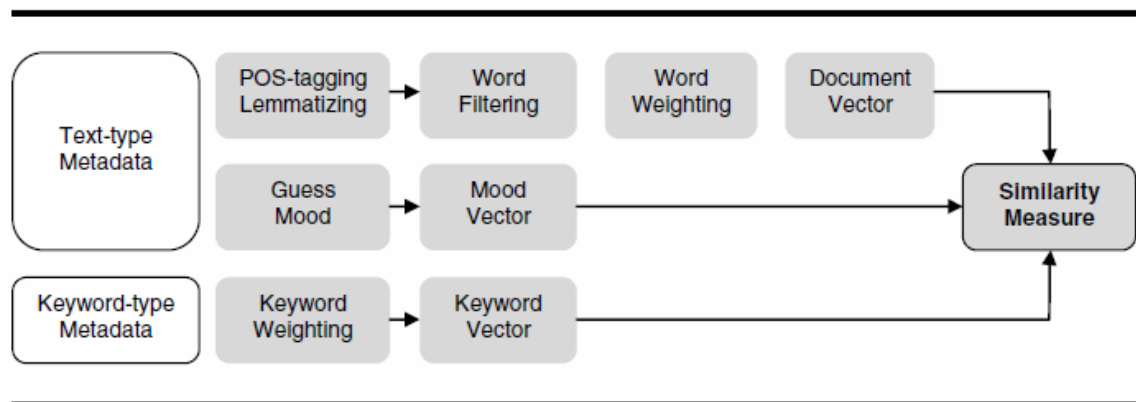 Text-type
Metadata
POS-tagging
Lemmatizing
Word
Filtering
Word
Weighting
Document
Vector
Guess
Mood
Mood
Vector
Similarity
Measure
Keyword-type
Metadata
Keyword
Weighting
Keyword
Vector